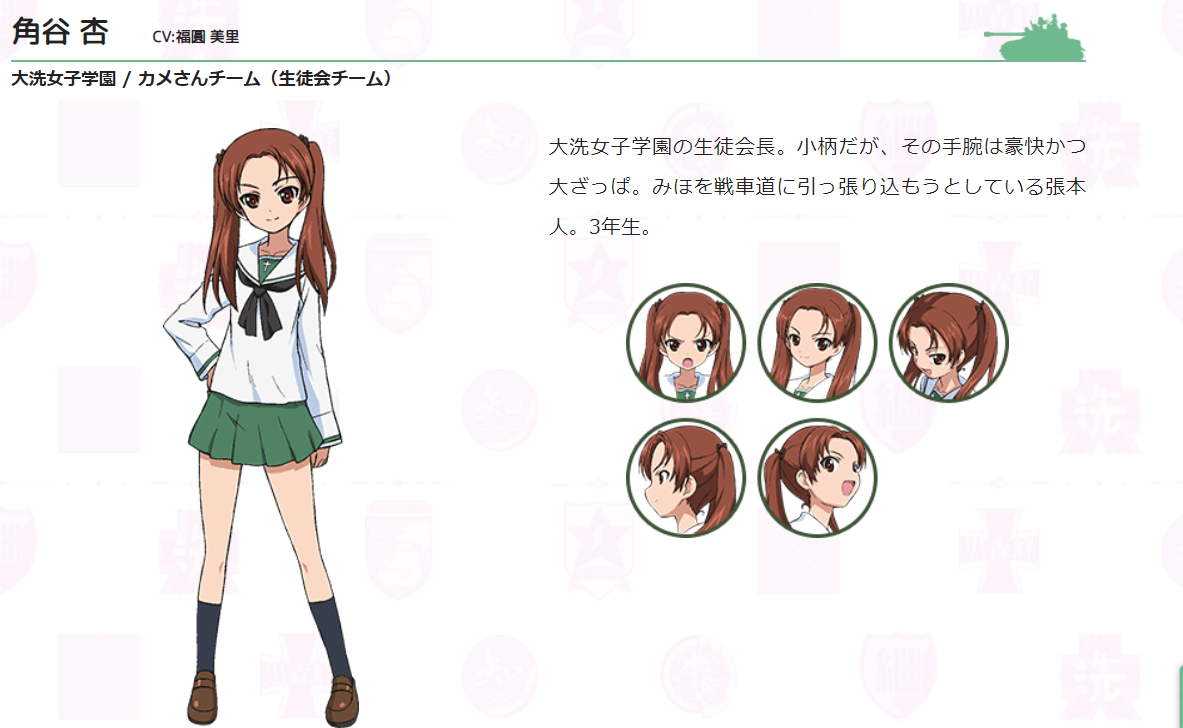 角谷 杏
CV:福圓 美里
大洗女子学園 / カメさんチーム（生徒会チーム）
大洗女子学園の生徒会長。小柄だが、その手腕は豪快かつ
大ざっぱ。みほを戦車道に引っ張り込もうとしている張本
人。3年生。